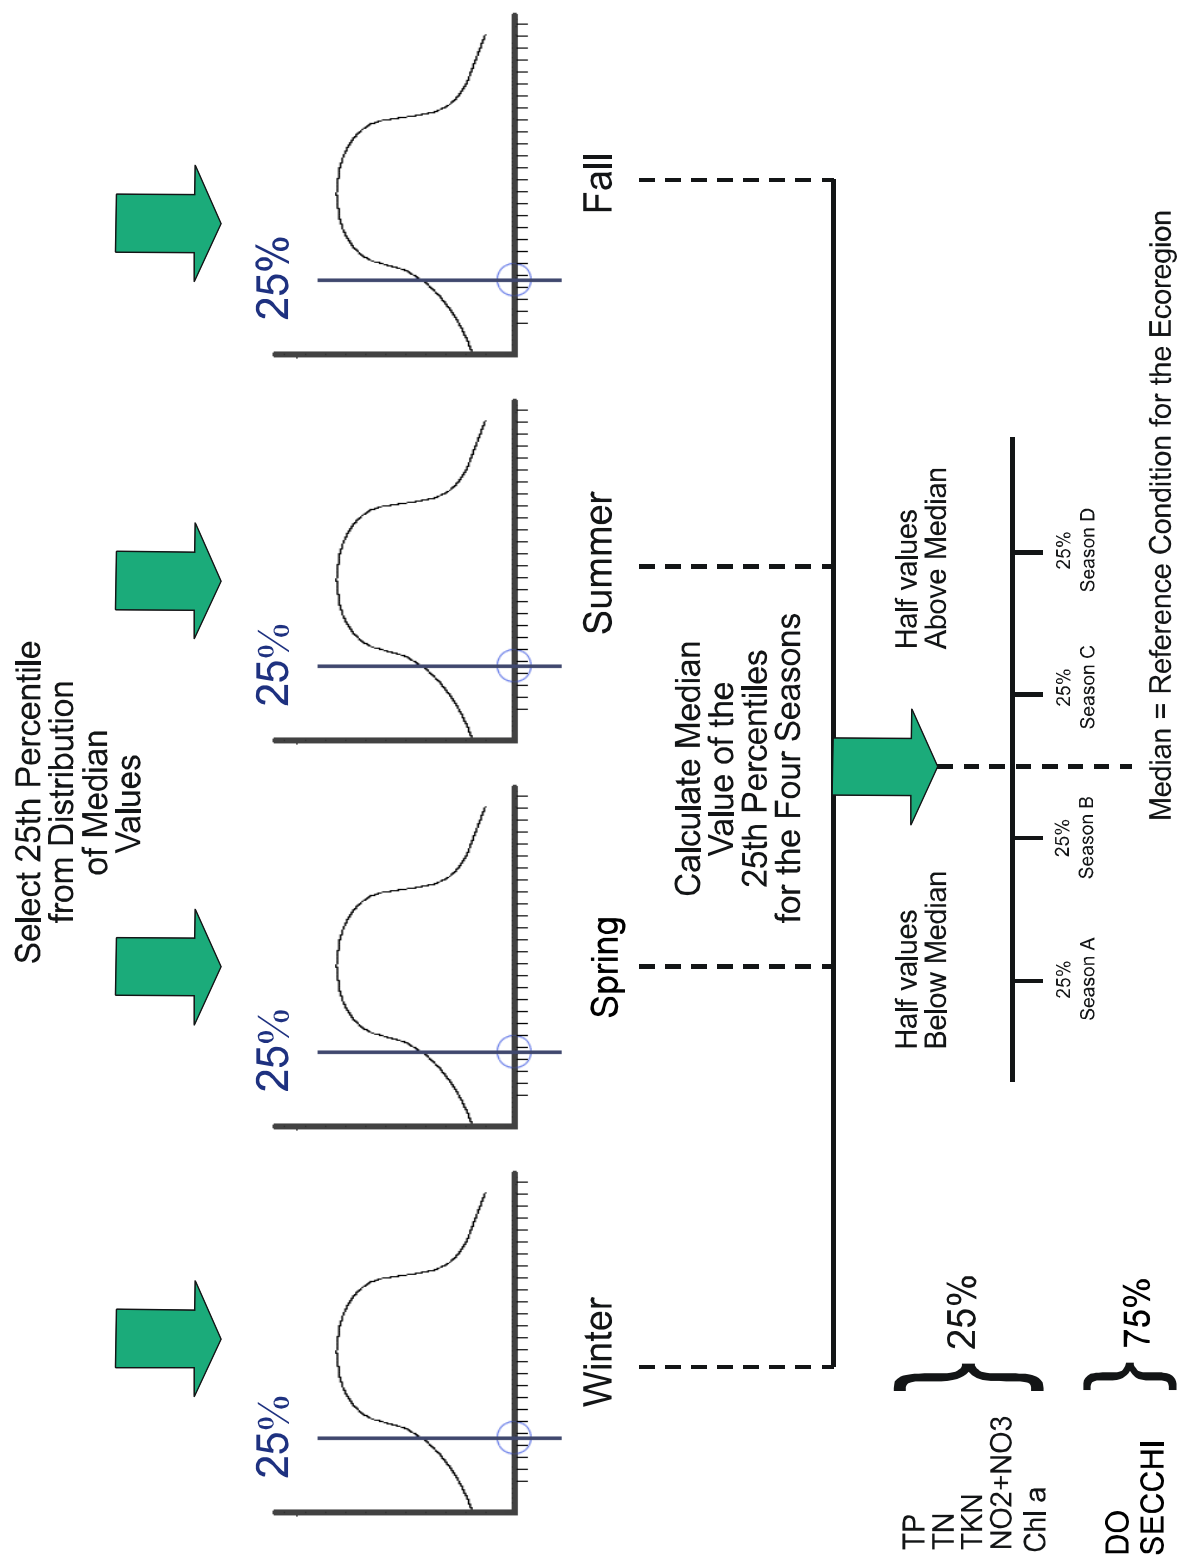 Select 25th Percentile
from Distribution
of Median
Values
25%
25%
25%
25%
Winter
Spring
Summer
Fall
Calculate Median
Value of the
25th Percentiles
for the Four Seasons
TP
TN
TKN
NO2+NO3
Chl a
25%
DO
SECCHI
75%
Half values
Below Median
Half values
Above Median
25%
Season A
25%
Season B
25%
Season C
25%
Season D
Median = Reference Condition for the Ecoregion